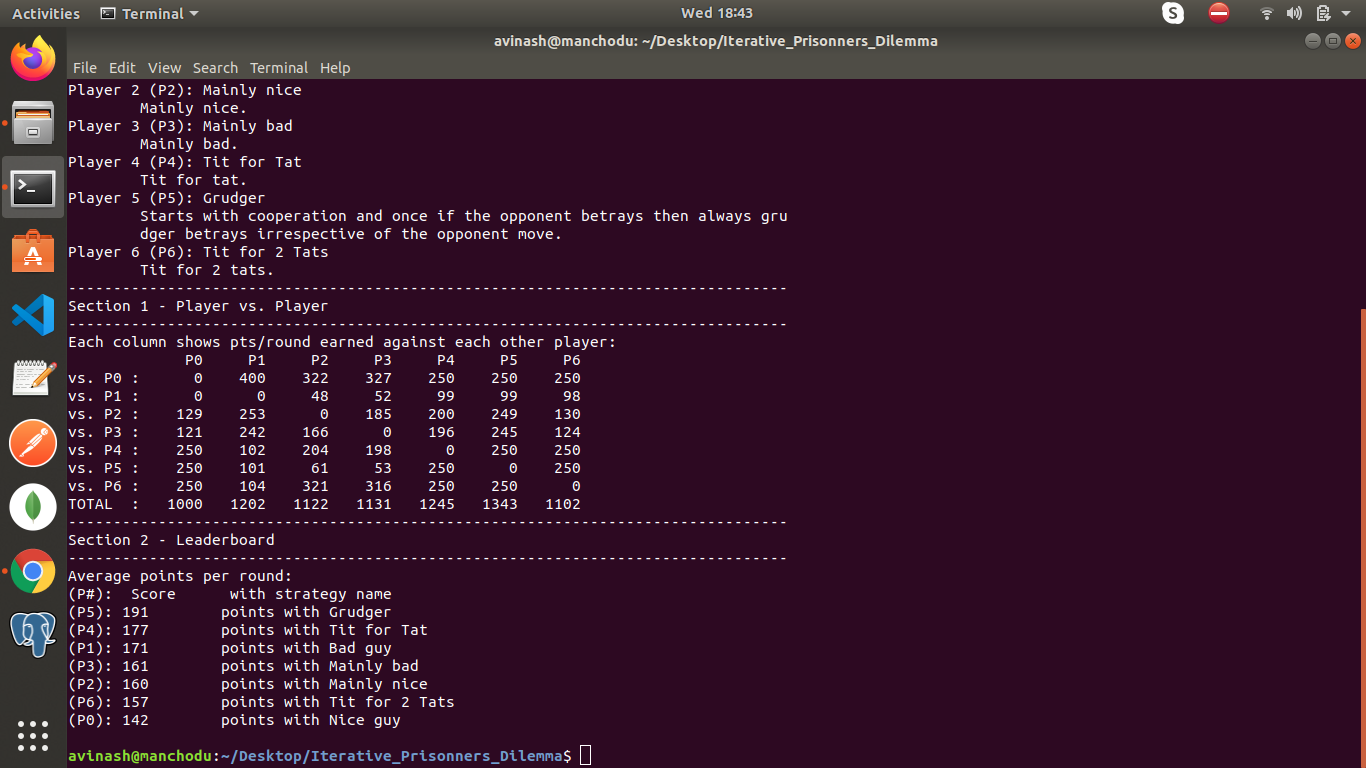 Activities Terminal Wed 18:43
avinash@manchodu: ~/Desktop/Iterative_Prisonners_Dilemma
File Edit View Search Terminal Help
Player 2 (P2): Mainly nice
        Mainly nice.
Player 3 (P3): Mainly bad
        Mainly bad.
Player 4 (P4): Tit for Tat
        Tit for tat.
Player 5 (P5): Grudger
        Starts with cooperation and once if the opponent betrays then always gru
        dger betrays irrespective of the opponent move.
Player 6 (P6): Tit for 2 Tats
        Tit for 2 tats.
--------------------------------------------------------------------------------
Section 1 - Player vs. Player
--------------------------------------------------------------------------------
Each column shows pts/round earned against each other player:
             P0     P1     P2     P3     P4     P5     P6
vs. P0 :      0    400    322    327    250    250    250
vs. P1 :      0      0     48     52     99     99     98
vs. P2 :    129    253      0    185    200    249    130
vs. P3 :    121    242    166      0    196    245    124
vs. P4 :    250    102    204    198      0    250    250
vs. P5 :    250    101     61     53    250      0    250
vs. P6 :    250    104    321    316    250    250      0
TOTAL  :   1000   1202   1122   1131   1245   1343   1102
--------------------------------------------------------------------------------
Section 2 - Leaderboard
--------------------------------------------------------------------------------
Average points per round:
(P#):  Score      with strategy name
(P5): 191        points with Grudger
(P4): 177        points with Tit for Tat
(P1): 171        points with Bad guy
(P3): 161        points with Mainly bad
(P2): 160        points with Mainly nice
(P6): 157        points with Tit for 2 Tats
(P0): 142        points with Nice guy
avinash@manchodu:~/Desktop/Iterative_Prisonners_Dilemma$